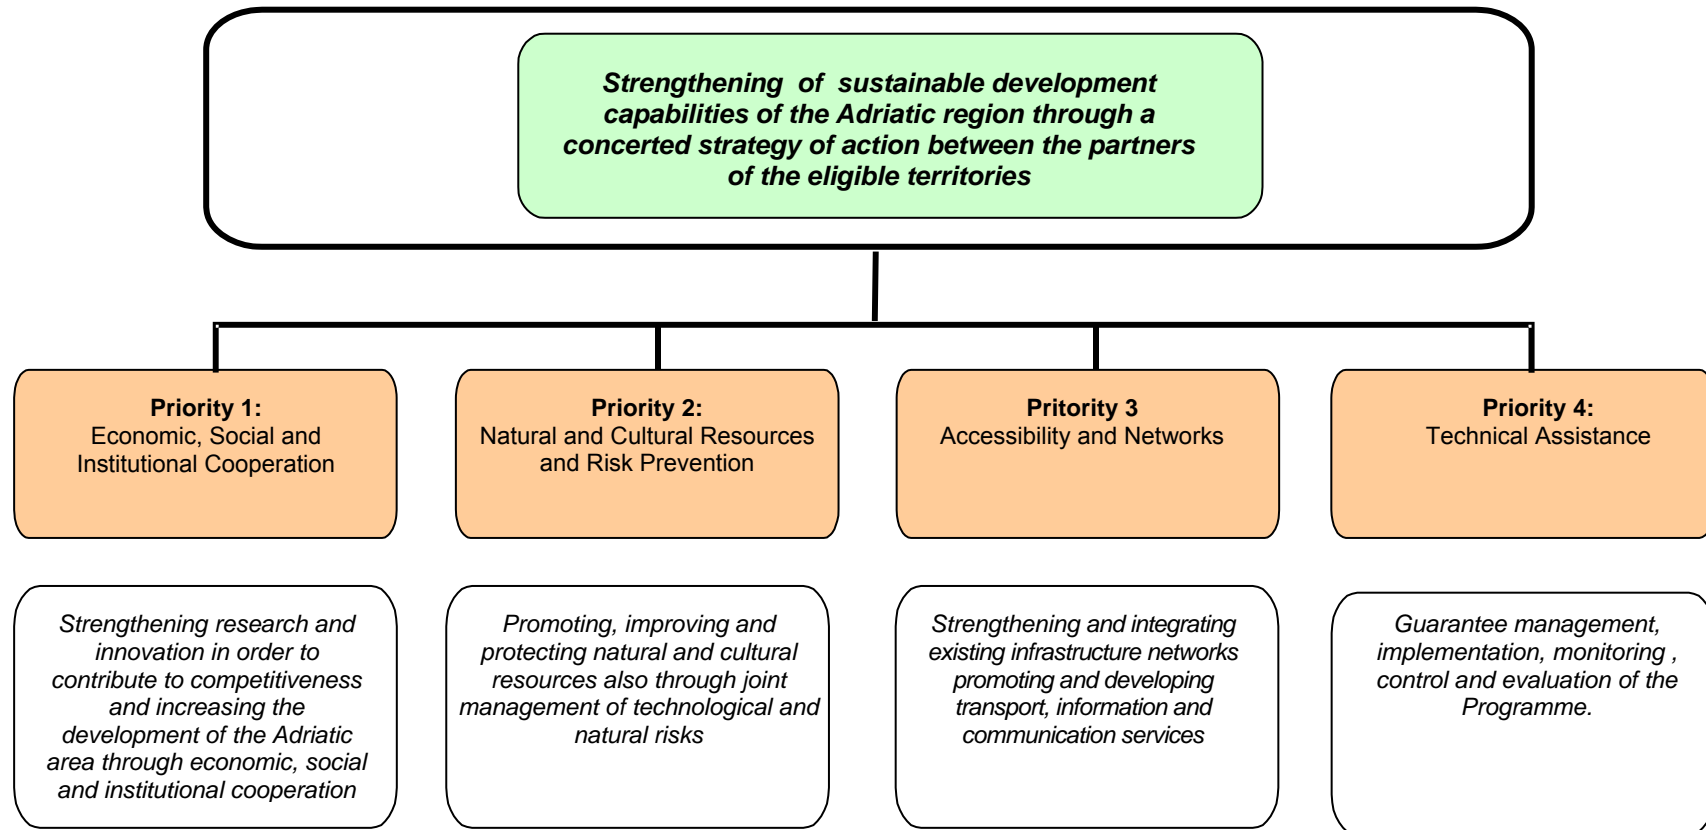 Strengthening of sustainable development
capabilities of the Adriatic region through a
concerted strategy of action between the partners
of the eligible territories
Priority 1:
Economic, Social and
Institutional Cooperation
Priority 2:
Natural and Cultural Resources
and Risk Prevention
Pritority 3
Accessibility and Networks
Priority 4:
Technical Assistance
Strengthening research and
innovation in order to
contribute to competitiveness
and increasing the
development of the Adriatic
area through economic, social
and institutional cooperation
Promoting, improving and
protecting natural and cultural
resources also through joint
management of technological and
natural risks
Strengthening and integrating
existing infrastructure networks
promoting and developing
transport, information and
communication services
Guarantee management,
implementation, monitoring ,
control and evaluation of the
Programme.